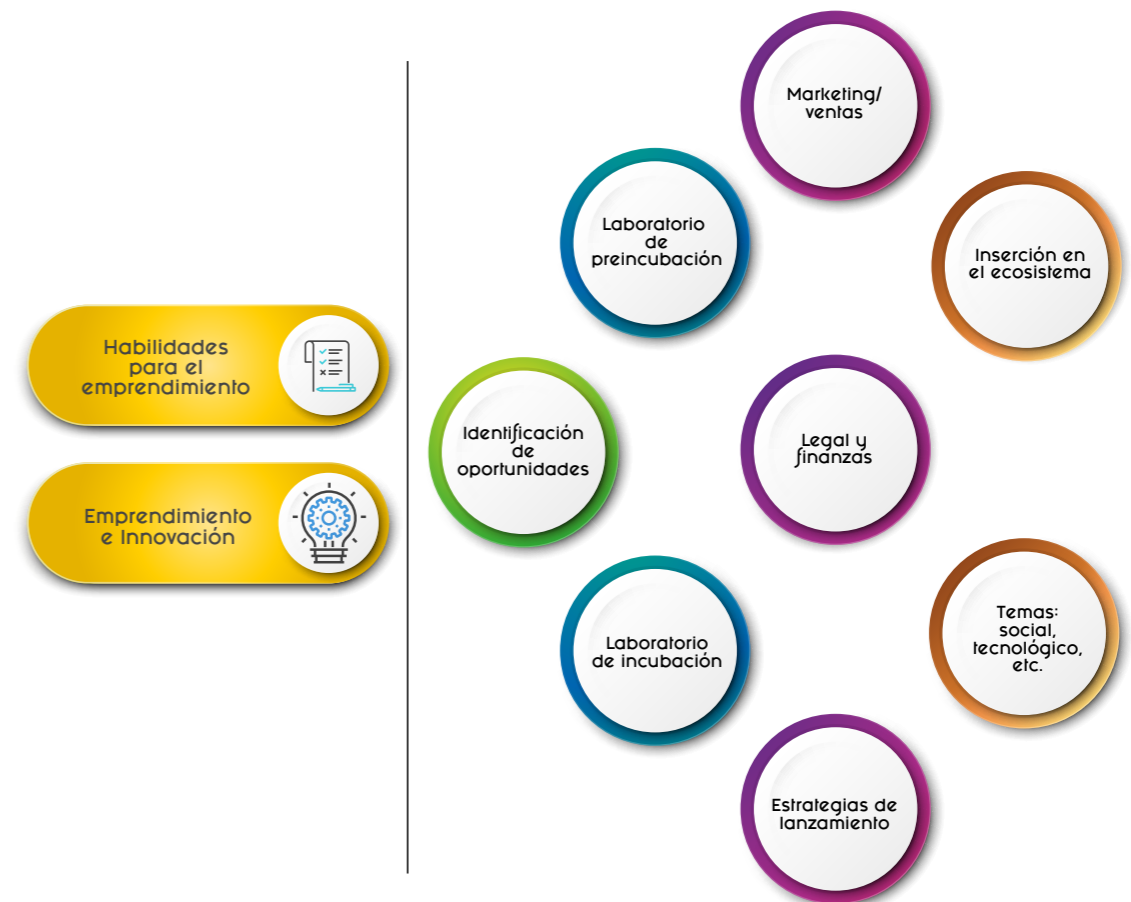 Habilidades
para el
emprendimiento
Emprendimiento
e Innovación
Marketing/
ventas
Laboratorio
de
preincubación
Inserción en
el ecosistema
Identificación
de
oportunidades
Legal y
finanzas
Laboratorio
de incubación
Temas:
social,
tecnológico,
etc.
Estrategias de
lanzamiento